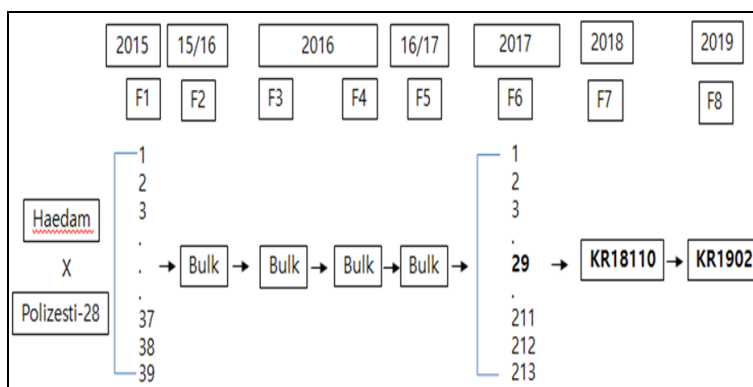 2015 15/16 2016 16/17 2017 2018 2019
F1 F2 F3 F4 F5 F6 F7 F8
Haedam
X
Polizesti-28
1
2
3
.
.
.
37
38
39
Bulk Bulk Bulk Bulk
1
2
3
.
29
.
211
212
213
KR18110 KR1902